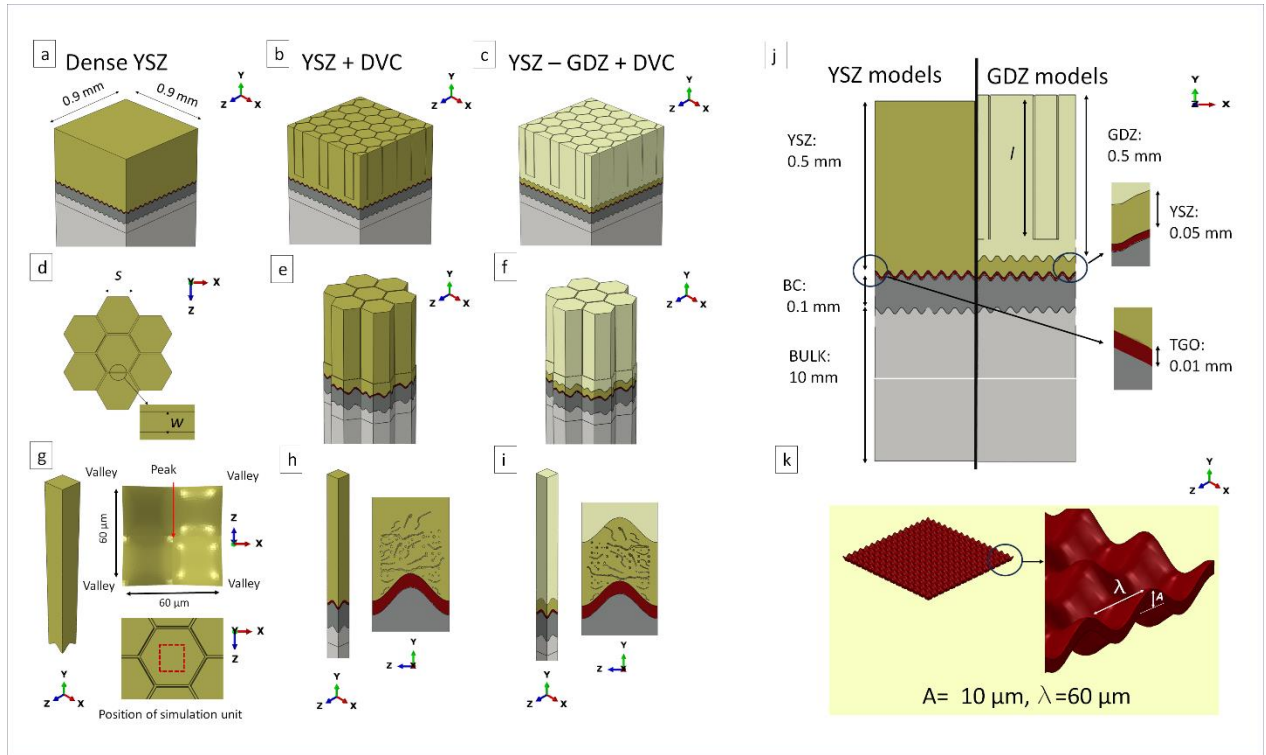 a
Dense YSZ
0.9 mm
0.9 mm
Y
Z
X
b
YSZ + DVC
Y
Z
X
c
YSZ – GDZ + DVC
Y
Z
X
d
S
Y
X
Z
W
e
Y
Z
X
f
Y
Z
X
g
Valley
Peak
Valley
60 µm
Z
X
Valley
Valley
60 µm
Y
X
Z
Y
Z
X
Position of simulation unit
h
Y
Z
X
Y
Z
X
i
Y
Z
X
Y
Z
X
j
YSZ models
GDZ models
Y
Z
X
YSZ:
0.5 mm
l
GDZ:
0.5 mm
YSZ:
0.05 mm
BC:
0.1 mm
BULK:
10 mm
TGO:
0.01 mm
k
Y
Z
X
λ
A
A= 10 µm, λ=60 µm